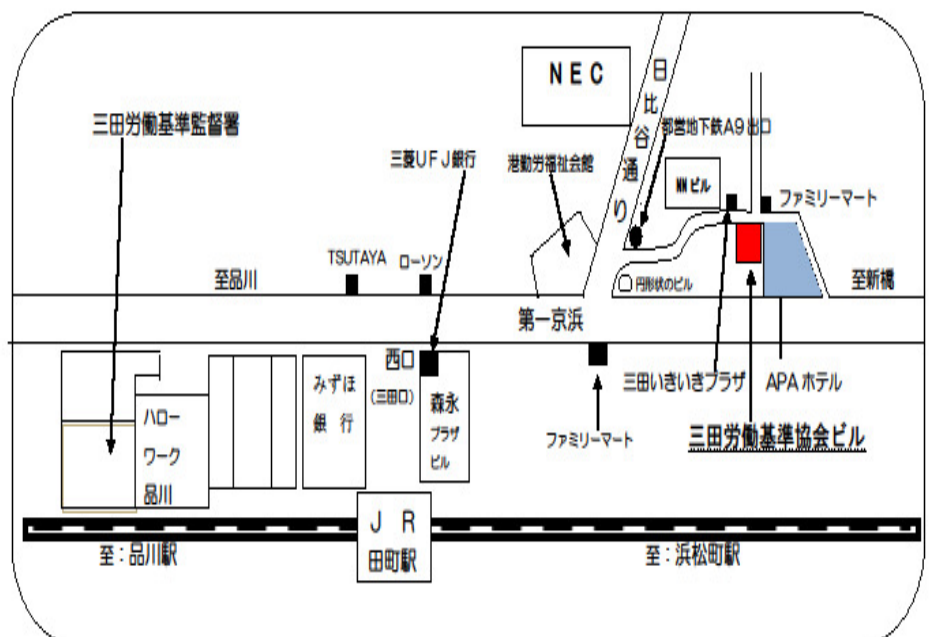 NEC
日比谷通り
三田労働基準監督署
都営地下鉄A9出口
三菱UFJ銀行
港勤労福祉会館
NNビル
ファミリーマート
TSUTAYA
ローソン
至品川
円形状のビル
至新橋
第一京浜
西口
(三田口)
みずほ
銀行
森永
プラザ
ビル
ハロー
ワーク
品川
ファミリーマート
三田いきいきプラザ
APAホテル
三田労働基準協会ビル
JR
田町駅
至:品川駅
至:浜松町駅